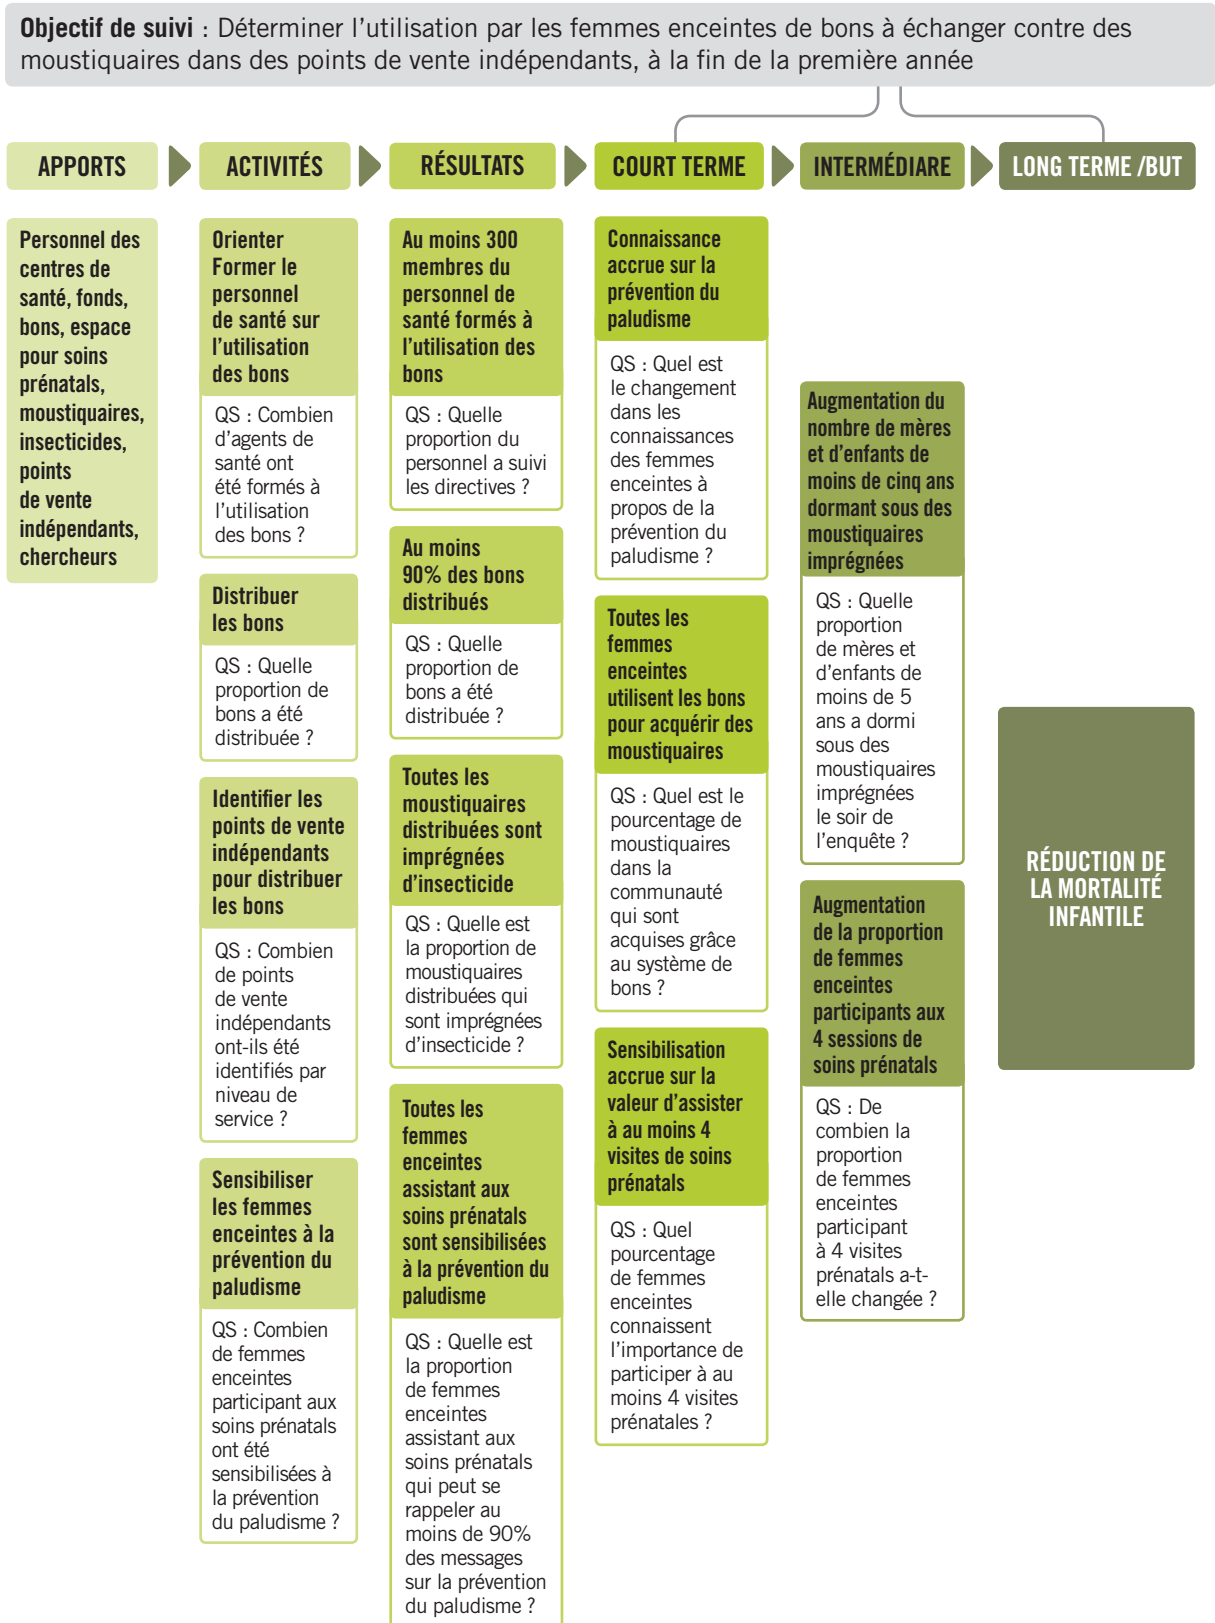 Objectif de suivi : Déterminer l'utilisation par les femmes enceintes de bons à échanger contre des
moustiquaires dans des points de vente indépendants, à la fin de la première année
APPORTS
ACTIVITÉS
RÉSULTATS
COURT TERME
INTERMÉDIARE
LONG TERME /BUT
Personnel des
centres de
santé, fonds,
bons, espace
pour soins
prénatals,
moustiquaires,
insecticides,
points
de vente
indépendants,
chercheurs
Orienter
Former le
personnel
de santé sur
l'utilisation
des bons
QS : Combien
d'agents de
santé ont
été formés à
l'utilisation
des bons ?
Distribuer
les bons
QS : Quelle
proportion de
bons a été
distribuée ?
Identifier les
points de vente
indépendants
pour distribuer
les bons
QS : Combien
de points
de vente
indépendants
ont-ils été
identifiés par
niveau de
service ?
Sensibiliser
les femmes
enceintes à la
prévention du
paludisme
QS : Combien
de femmes
enceintes
participant aux
soins prénatals
ont été
sensibilisées à
la prévention
du paludisme ?
Au moins 300
membres du
personnel de
santé formés à
l'utilisation des
bons
QS : Quelle
proportion du
personnel a suivi
les directives ?
Au moins
90% des bons
distribués
QS : Quelle
proportion de
bons a été
distribuée ?
Toutes les
moustiquaires
distribuées sont
imprégnées
d'insecticide
QS : Quelle est
la proportion de
moustiquaires
distribuées qui
sont imprégnées
d'insecticide ?
Toutes les
femmes
enceintes
assistant aux
soins prénatals
sont sensibilisées
à la prévention du
paludisme
QS : Quelle est
la proportion
de femmes
enceintes
assistant aux
soins prénatals
qui peut se
rappeler au
moins de 90%
des messages
sur la prévention
du paludisme ?
Connaissance
accrue sur la
prévention du
paludisme
QS : Quel est
le changement
dans les
connaissances
des femmes
enceintes à
propos de la
prévention du
paludisme ?
Toutes les
femmes
enceintes
utilisent les bons
pour acquérir des
moustiquaires
QS : Quel est le
pourcentage de
moustiquaires
dans la
communauté
qui sont
acquises grâce
au système de
bons ?
Sensibilisation
accrue sur la
valeur d'assister
à au moins 4
visites de soins
prénatals
QS : Quel
pourcentage
de femmes
enceintes
connaissent
l'importance de
participer à au
moins 4 visites
prénatales ?
Augmentation du
nombre de mères
et d'enfants de
moins de cinq ans
dormant sous des
moustiquaires
imprégnées
QS : Quelle
proportion
de mères et
d'enfants de
moins de 5
ans a dormi
sous des
moustiquaires
imprégnées
le soir de
l'enquête ?
Augmentation
de la proportion
de femmes
enceintes
participants aux
4 sessions de
soins prénatals
QS : De
combien la
proportion
de femmes
enceintes
participant
à 4 visites
prénatals a-t-
elle changée ?
RÉDUCTION DE
LA MORTALITÉ
INFANTILE